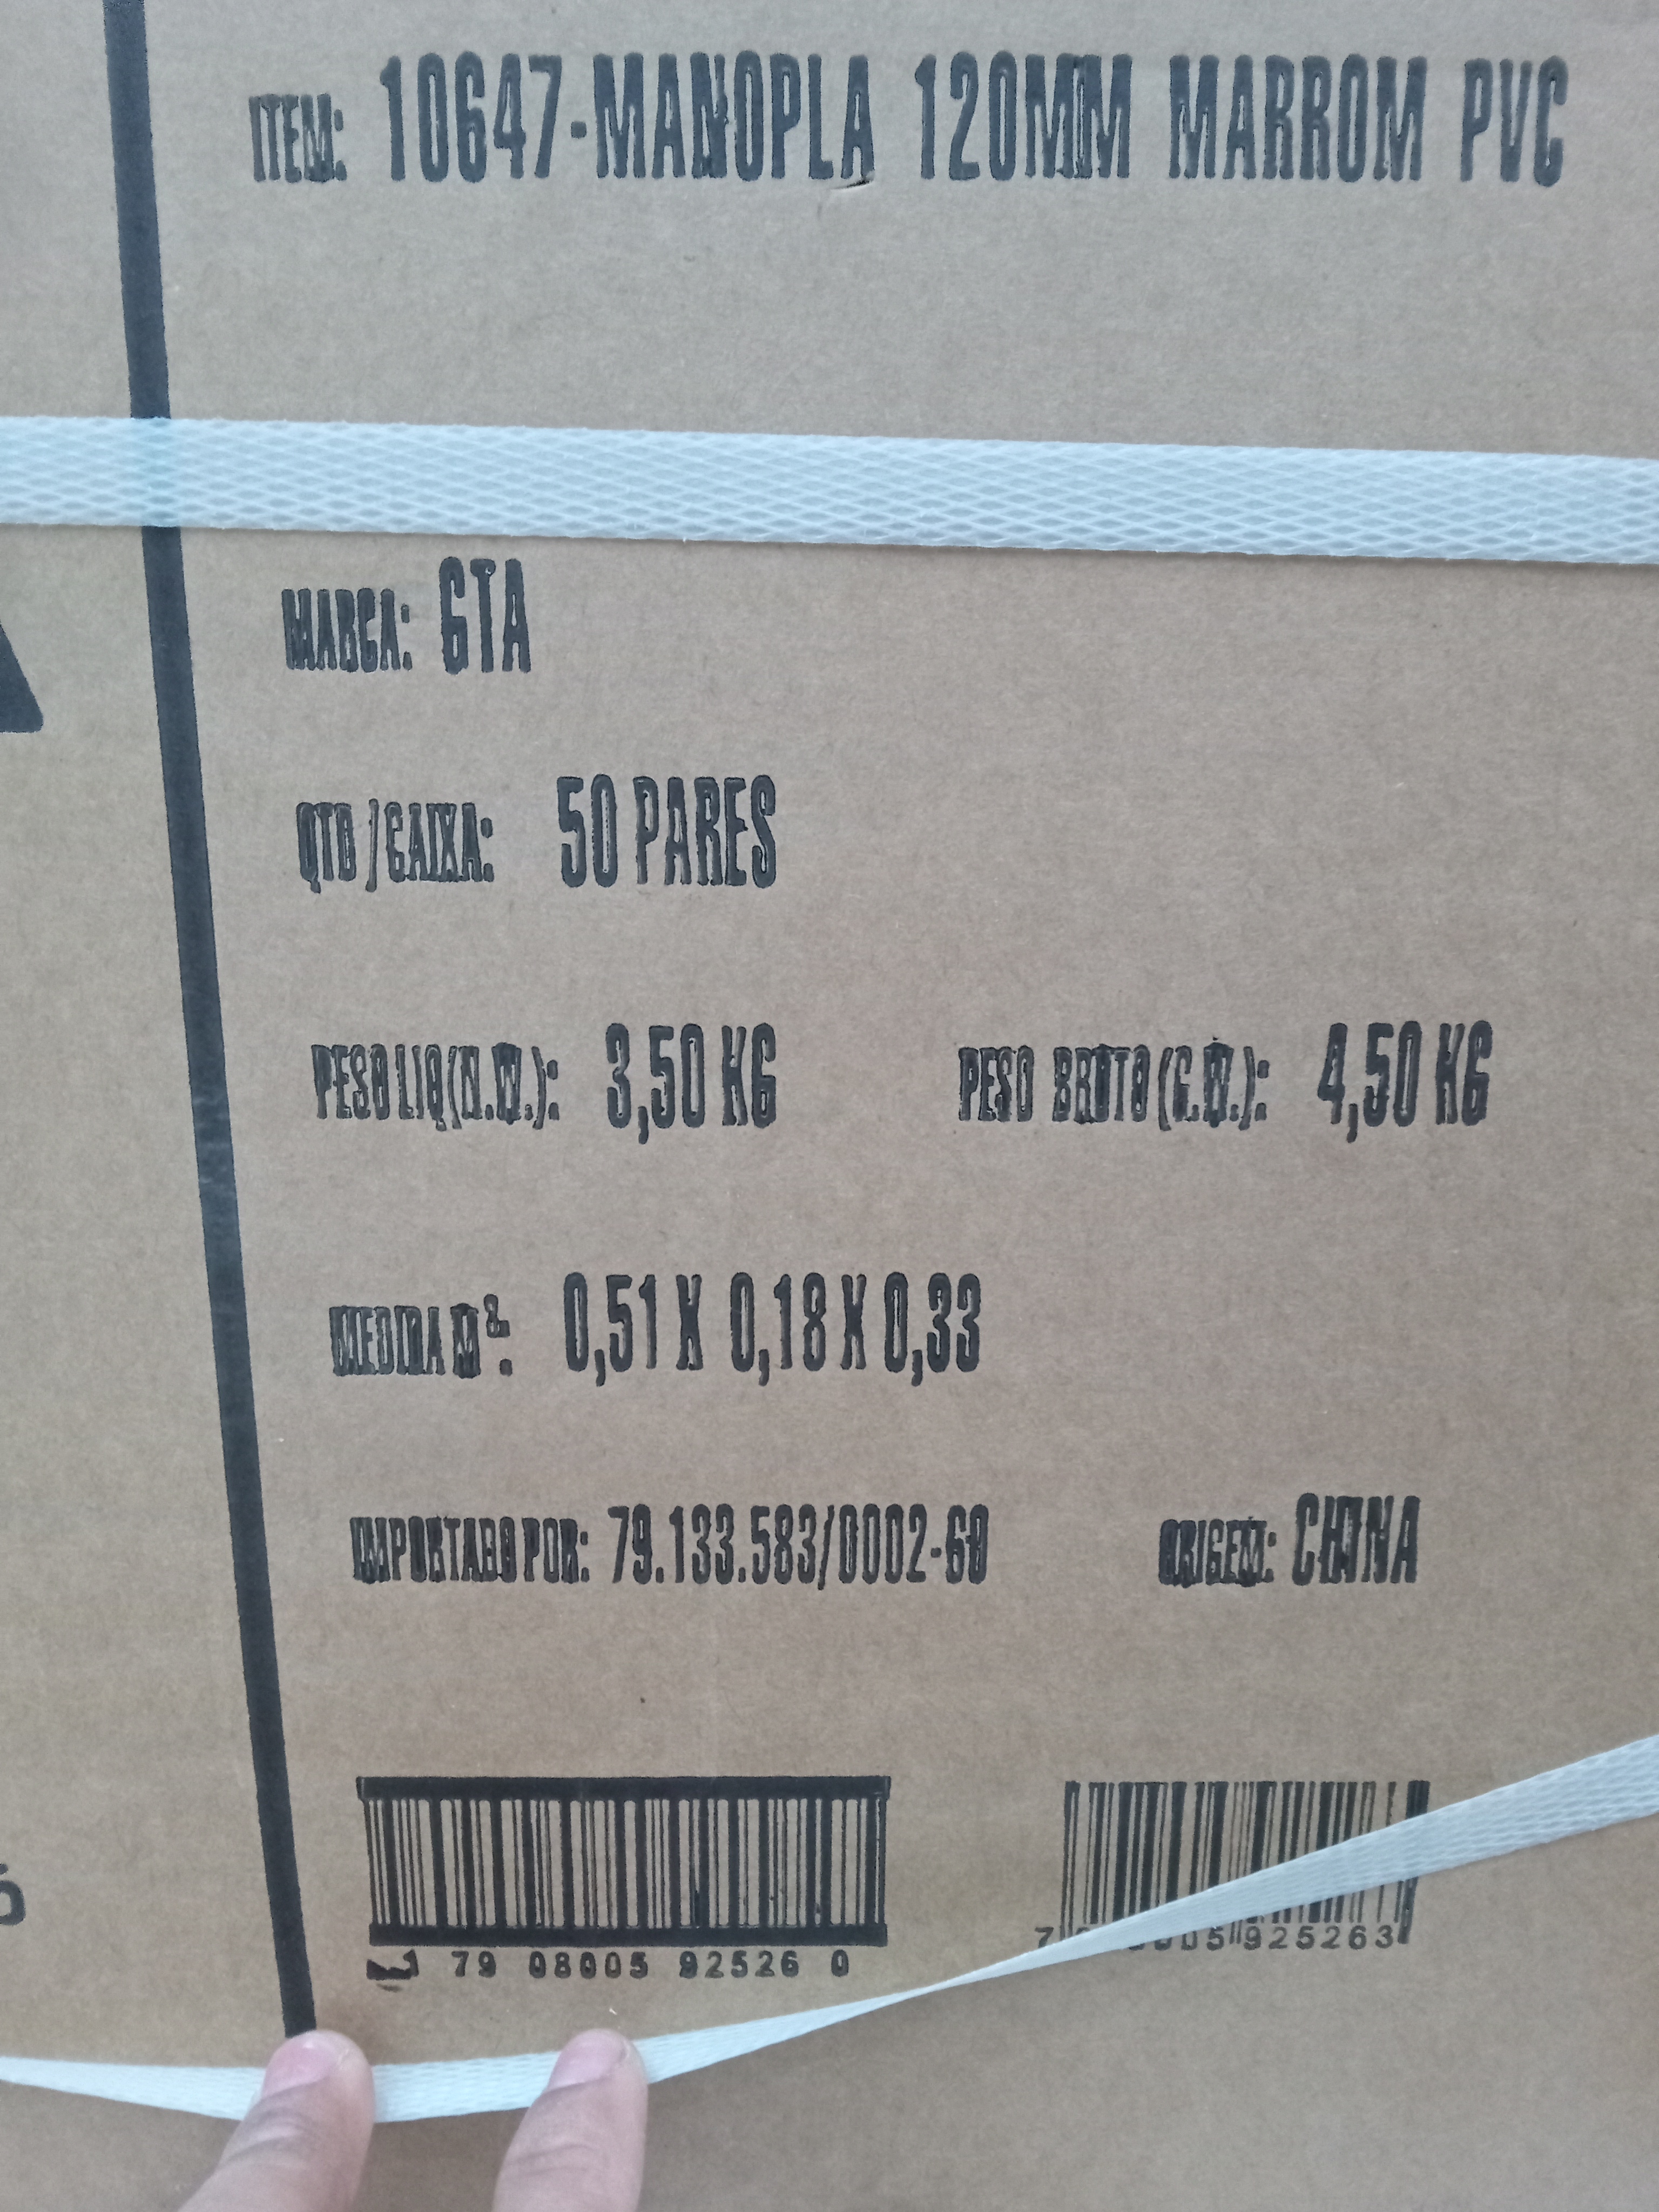 ITEM: 10647-MANOPLA 120MM MARROM PVC
MARCA: GTA
QTD /CAIXA: 50 PARES
PESO LIQ(N.W.): 3,50 KG PESO BRUTO(G.W.): 4,50 KG
MEDIDA M³: 0,51 X 0,18 X 0,33
IMPORTADO POR: 79.133.583/0002-60 ORIGEM: CHINA
1 79 08005 92526 0
925263